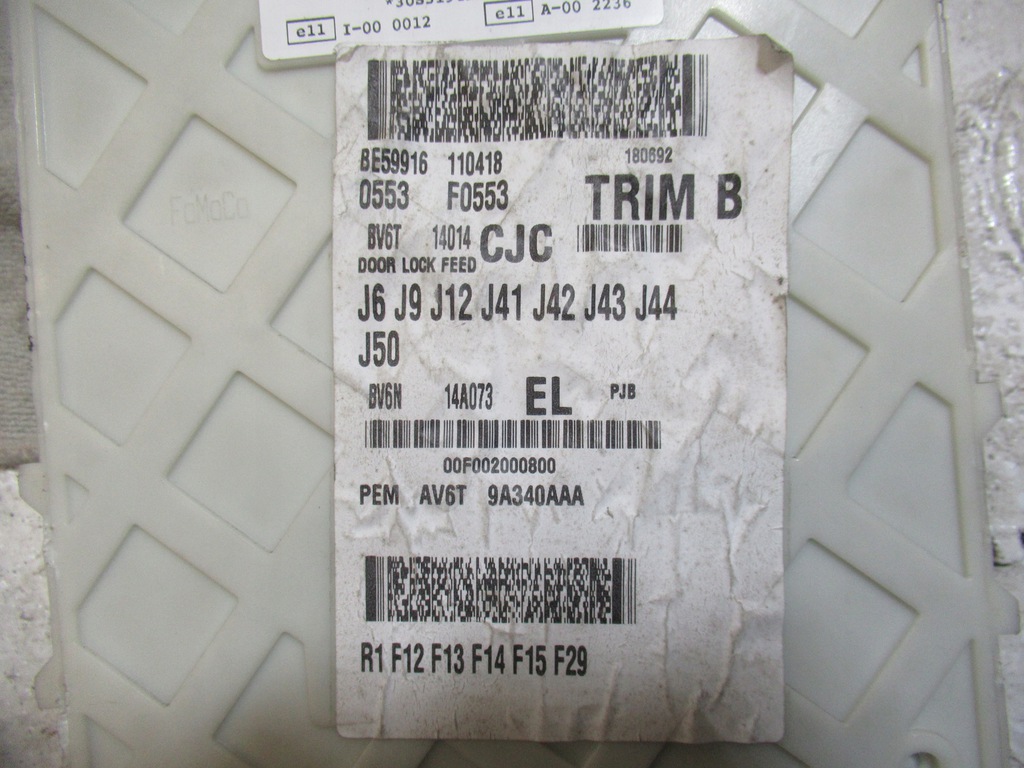 e11 I-00 0012
e11 A-00 2236
BE59916 110418 180692
0553 F0553 TRIM B
BV6T 14014 CJC
DOOR LOCK FEED
J6 J9 J12 J41 J42 J43 J44
J50
BV6N 14A073 EL PJB
00F002000800
PEM AV6T 9A340AAA
R1 F12 F13 F14 F15 F29
FoMoCo